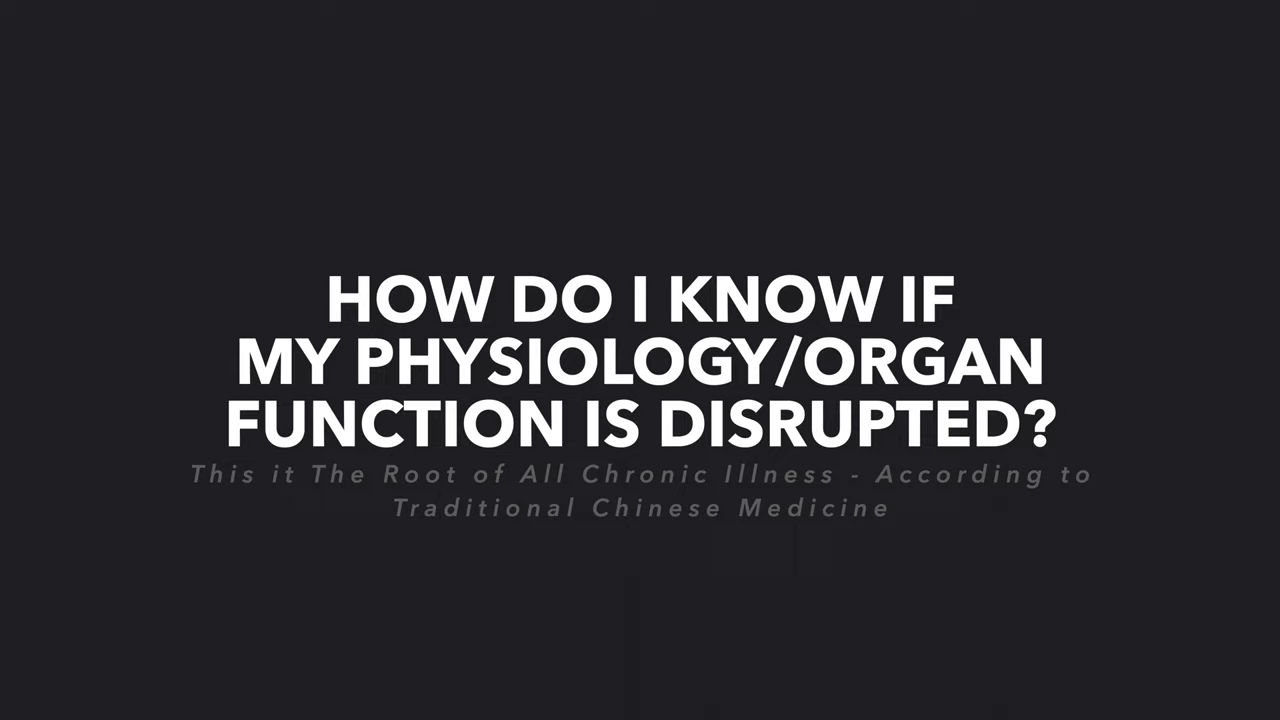 HOW DO I KNOW IF
MY PHYSIOLOGY/ORGAN
FUNCTION IS DISRUPTED?
This it The Root of All Chronic Illness - According to
Traditional Chinese Medicine